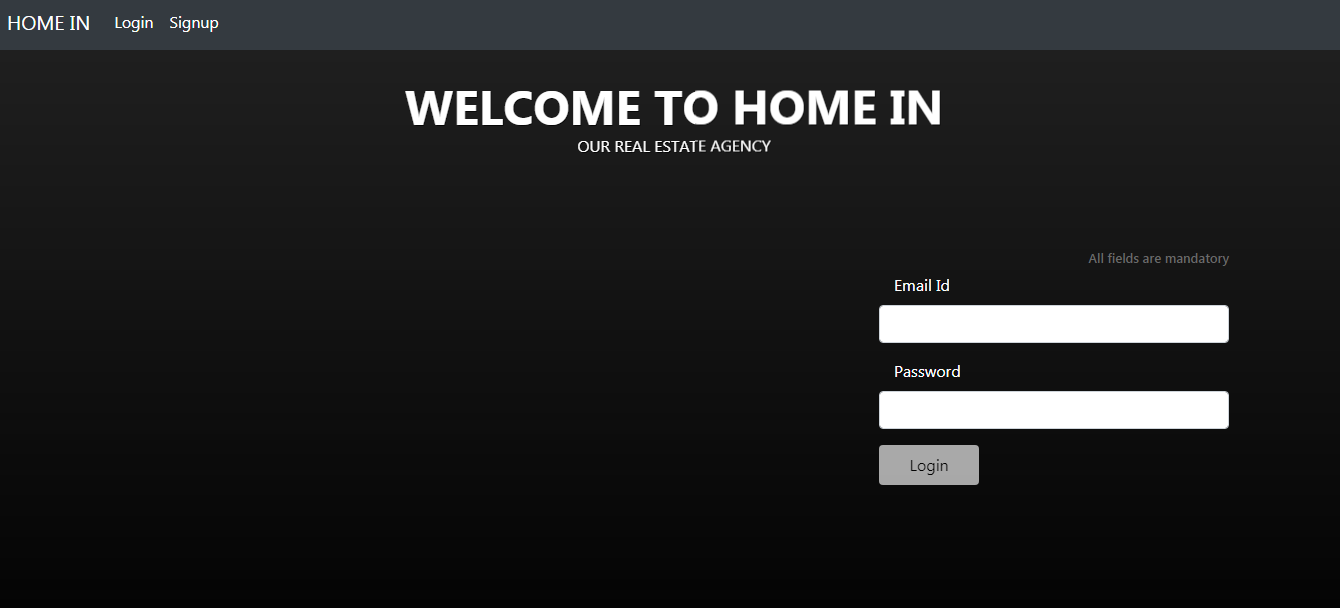 HOME IN Login Signup
WELCOME TO HOME IN
OUR REAL ESTATE AGENCY
All fields are mandatory
Email Id
Password
Login